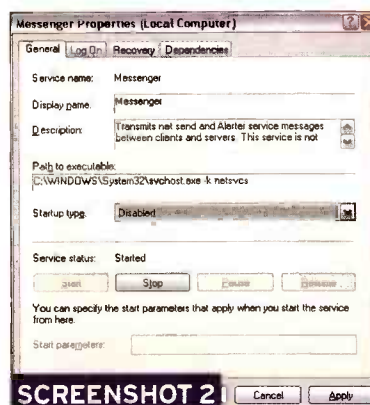 Messenger Properties (Local Computer)
General Log On Recovery Dependencies
Service name: Messenger
Display name: Messenger
Description: Transmits net send and Alerter service messages
between clients and servers. This service is not
Path to executable:
C:\WINDOWS\System32\svchost.exe -k netsvcs
Startup type: Disabled
Service status: Started
Start Stop Pause Resume
You can specify the start parameters that apply when you start the service
from here.
Start parameters:
SCREENSHOT 2 Cancel Apply